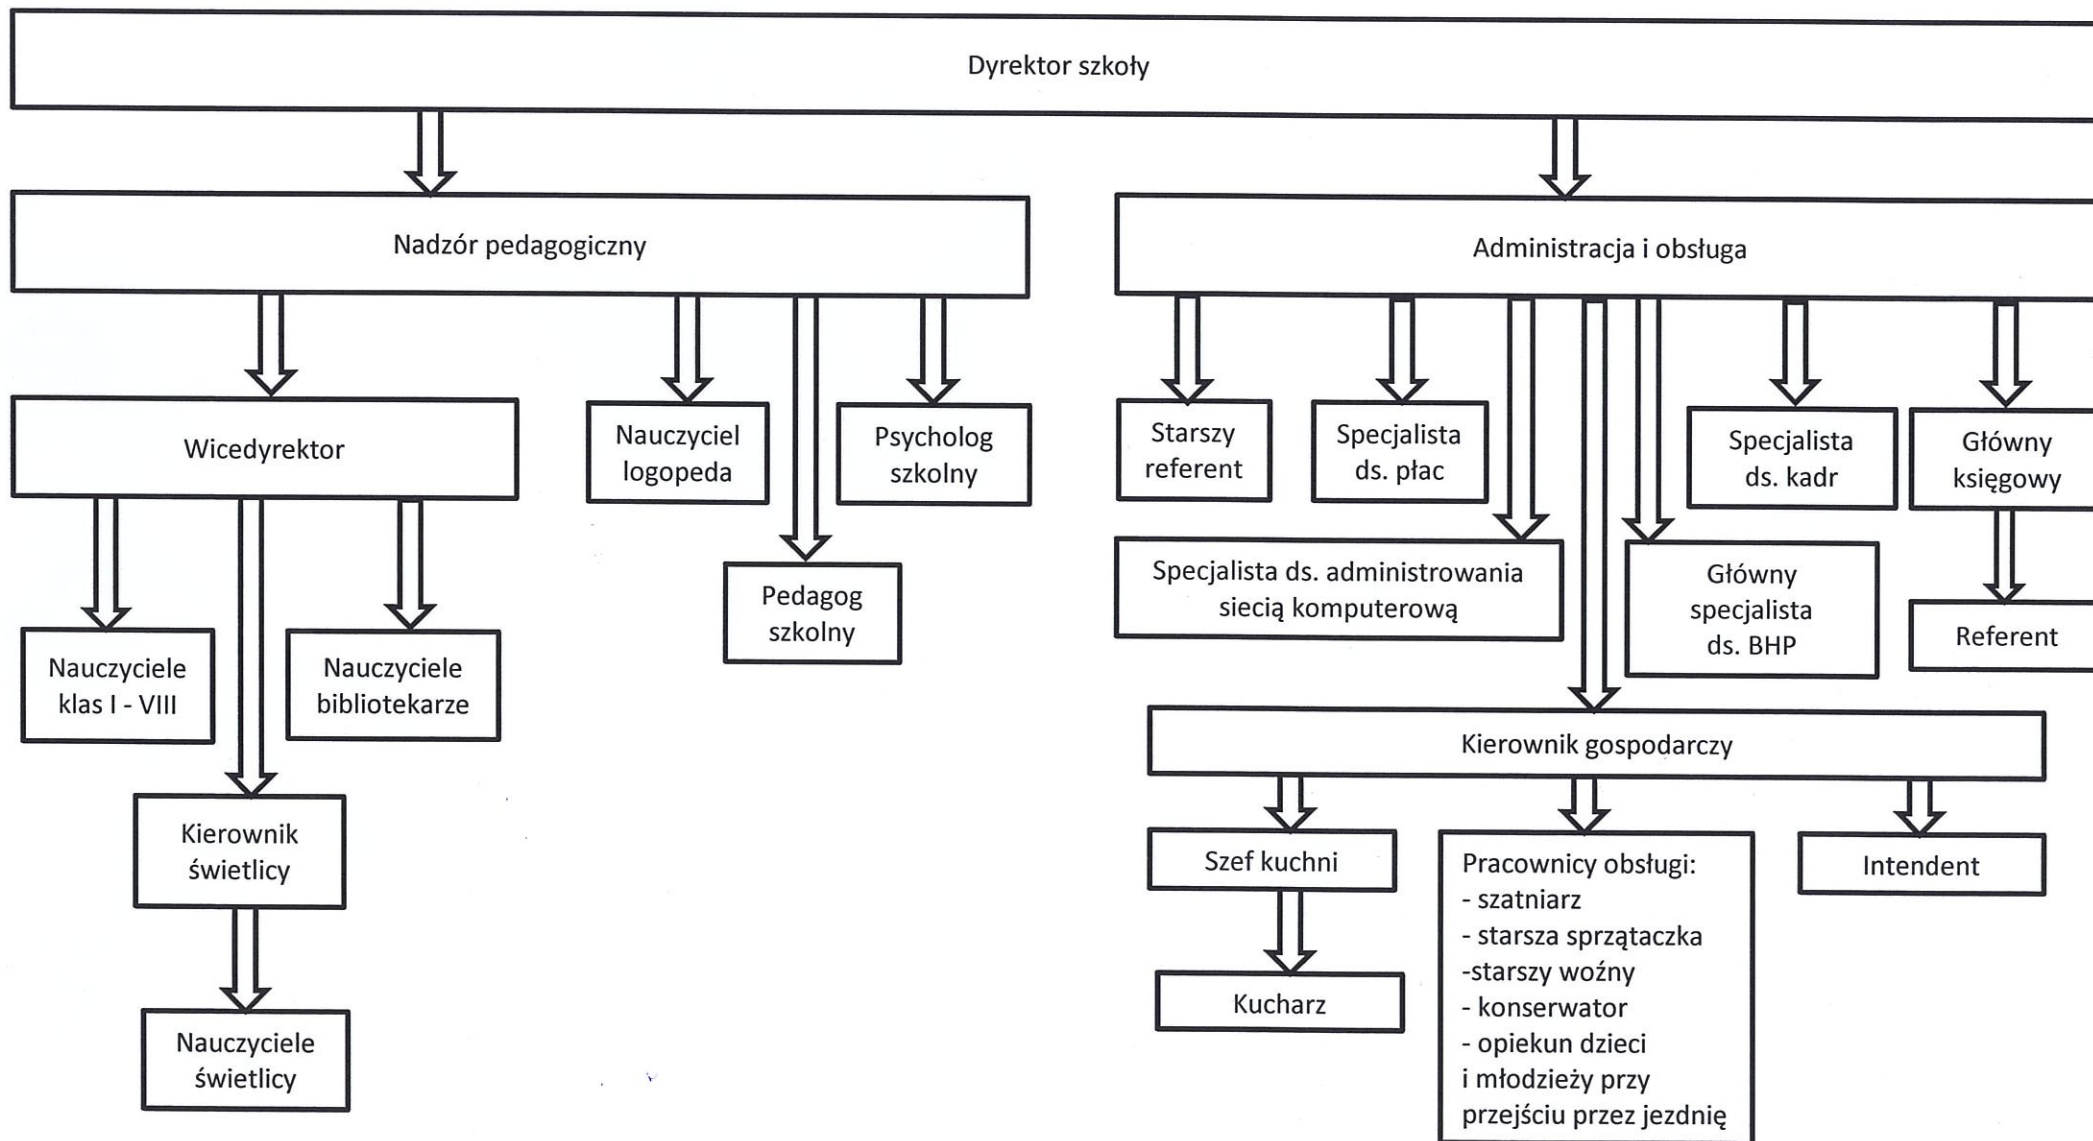 Dyrektor szkoły
Nadzór pedagogiczny
Administracja i obsługa
Wicedyrektor
Nauczyciel
logopeda
Psycholog
szkolny
Pedagog
szkolny
Nauczyciele
klas I - VIII
Nauczyciele
bibliotekarze
Kierownik
świetlicy
Nauczyciele
świetlicy
Starszy
referent
Specjalista
ds. płac
Specjalista
ds. kadr
Główny
księgowy
Specjalista ds. administrowania
siecią komputerową
Główny
specjalista
ds. BHP
Referent
Kierownik gospodarczy
Szef kuchni
Kucharz
Pracownicy obsługi:
- szatniarz
- starsza sprzątaczka
-starszy woźny
- konserwator
- opiekun dzieci
i młodzieży przy
przejściu przez jezdnię
Intendent